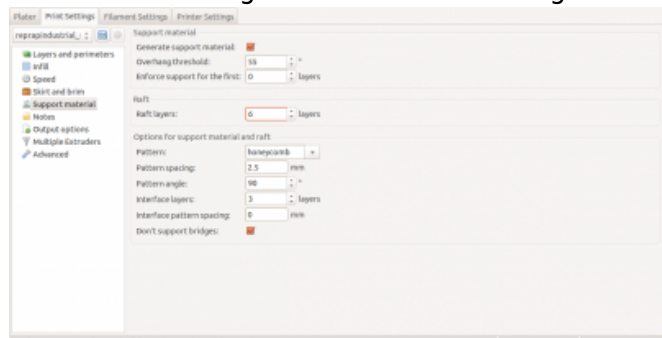 Plater Print Settings Filament Settings Printer Settings
reprapindustrial_
Layers and perimeters
Infill
Speed
Skirt and brim
Support material
Notes
Output options
Multiple Extruders
Advanced
Support material
Generate support material:
Overhang threshold: 55 °
Enforce support for the first: 0 layers
Raft
Raft layers: 6 layers
Options for support material and raft
Pattern: honeycomb
Pattern spacing: 2.5 mm
Pattern angle: 90 °
Interface layers: 3 layers
Interface pattern spacing: 0 mm
Don't support bridges: